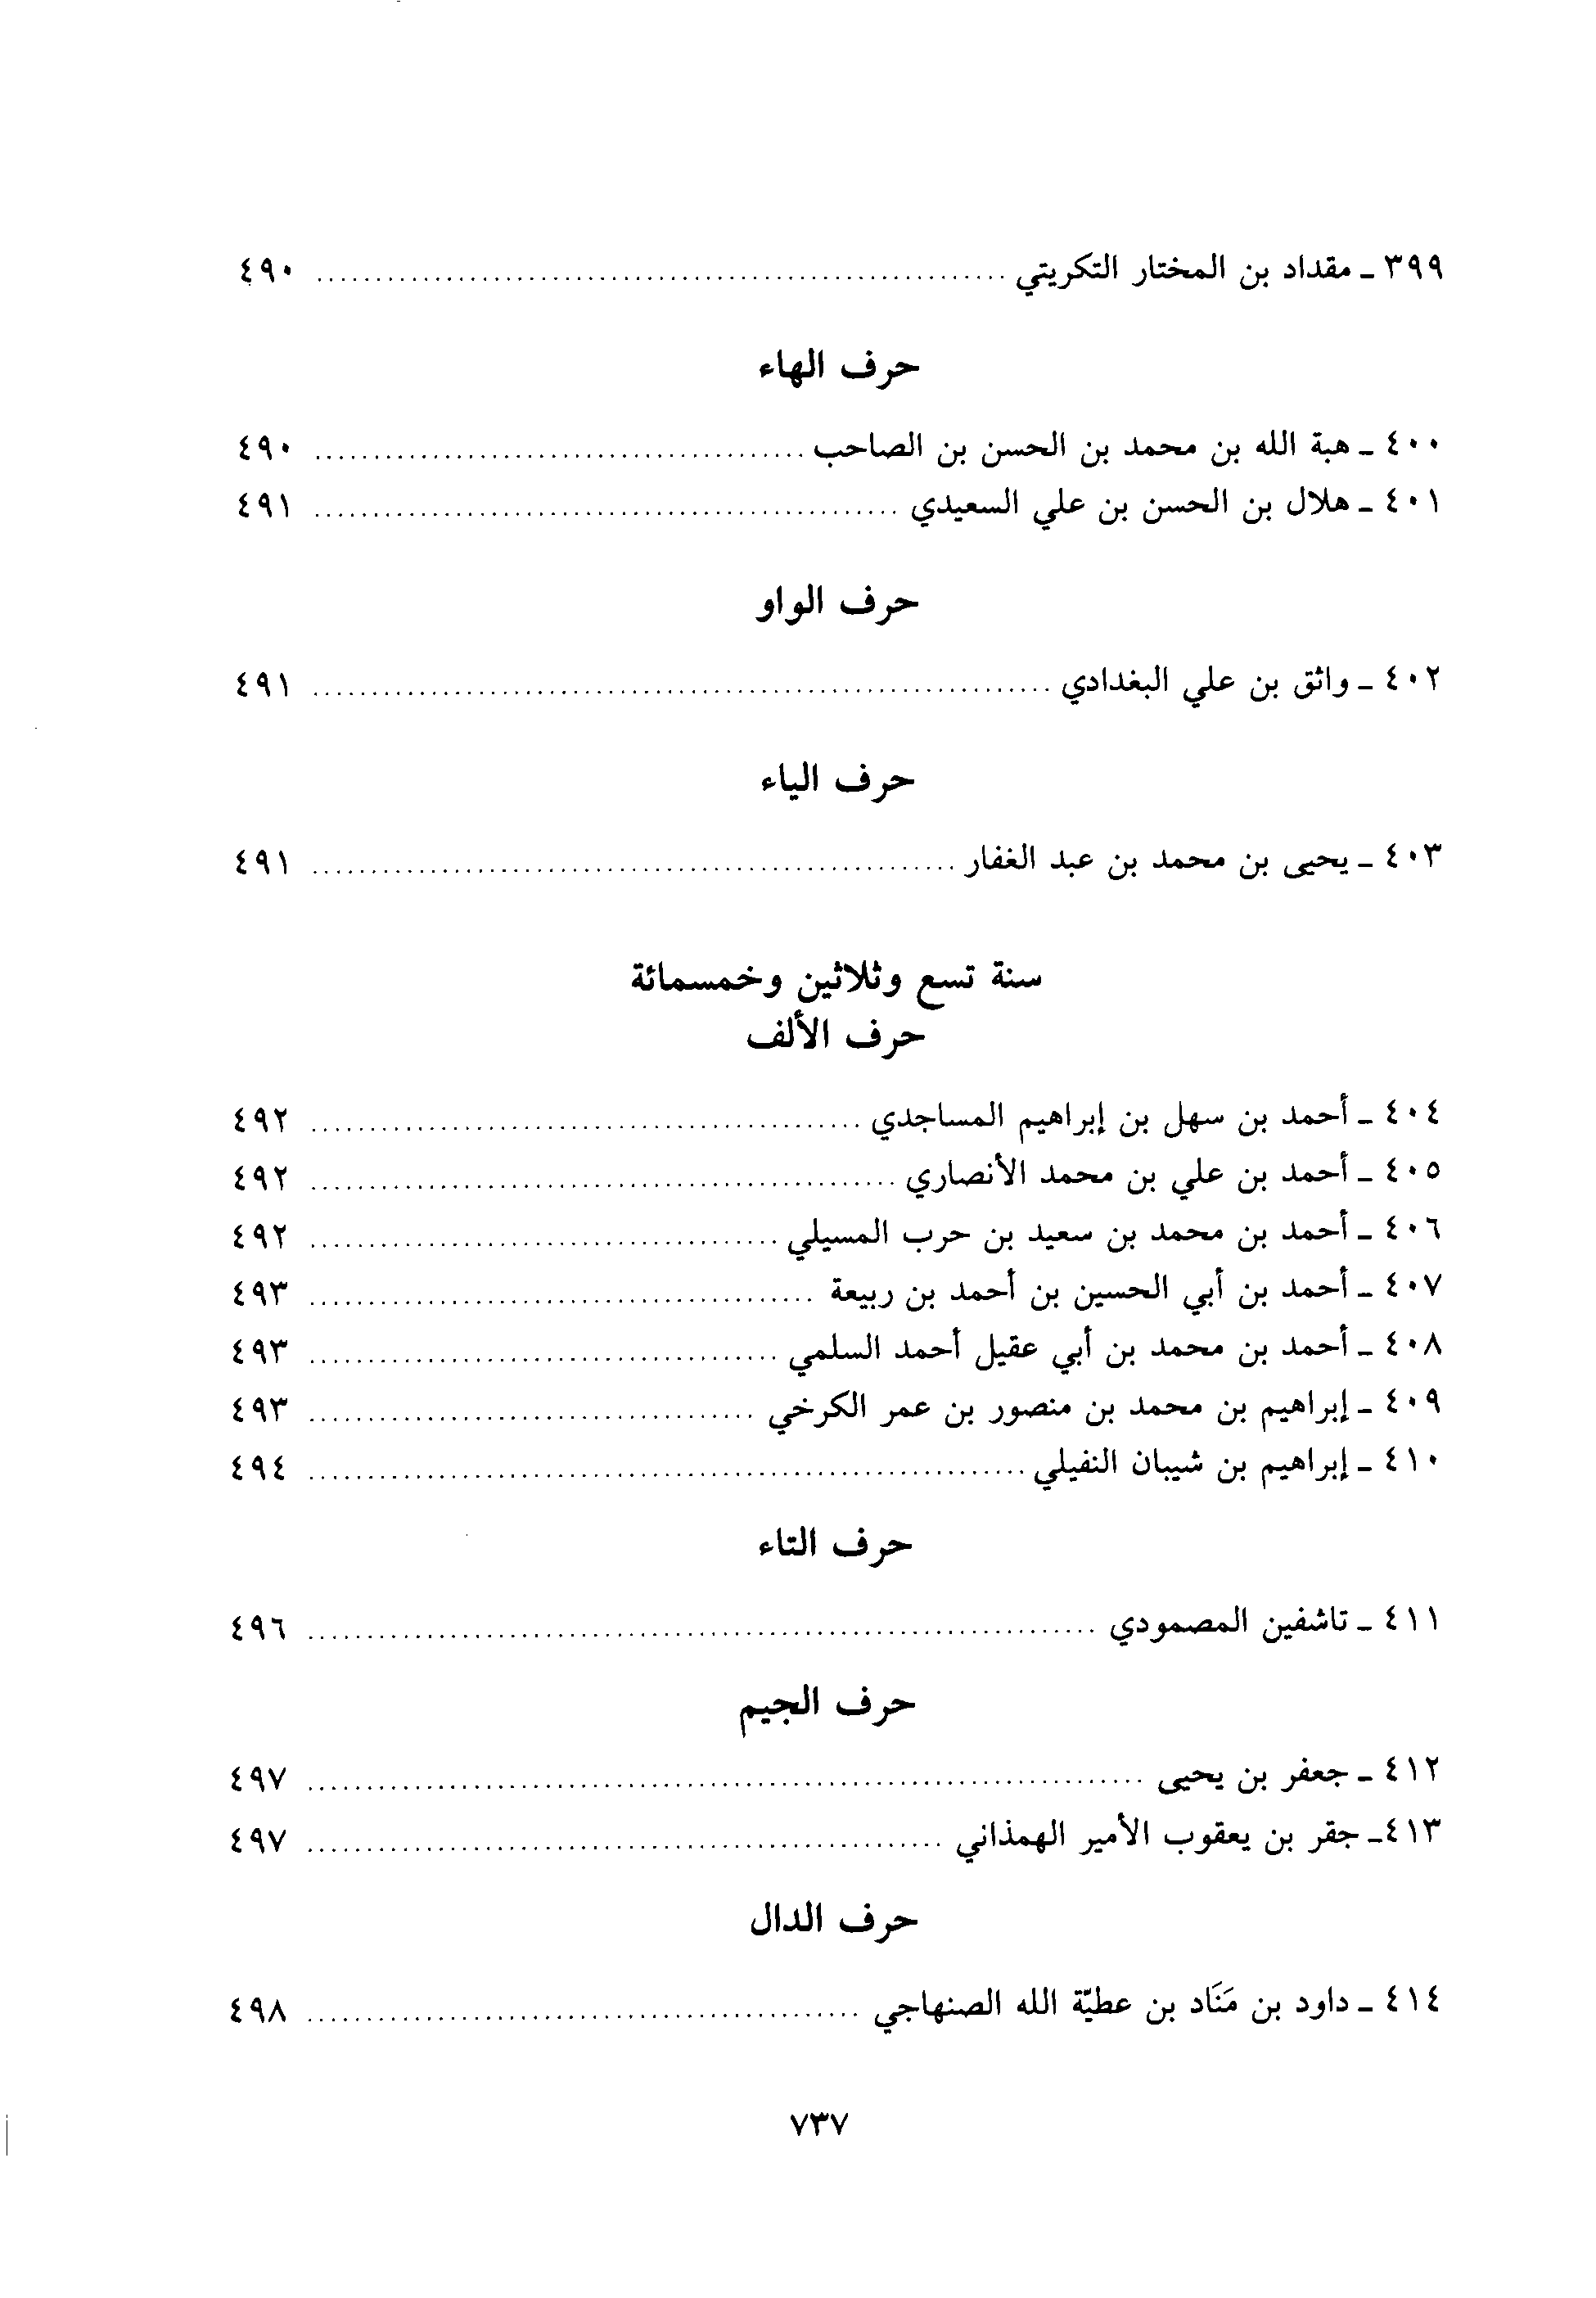 ٣٩٩ ـ مقداد بن المختار التكريتي ........ ٤٩٠
حرف الهاء
٤٠٠ ـ هبة الله بن محمد بن الحسن بن الصاحب ........ ٤٩٠
٤٠١ ـ هلال بن الحسن بن علي السعيدي ........ ٤٩١
حرف الواو
٤٠٢ ـ واثق بن علي البغدادي ........ ٤٩١
حرف الياء
٤٠٣ ـ يحيى بن محمد بن عبد الغفار ........ ٤٩١
سنة تسع وثلاثين وخمسمائة
حرف الألف
٤٠٤ ـ أحمد بن سهل بن إبراهيم المساجدي ........ ٤٩٢
٤٠٥ ـ أحمد بن علي بن محمد الأنصاري ........ ٤٩٢
٤٠٦ ـ أحمد بن محمد بن سعيد بن حرب المسيلي ........ ٤٩٢
٤٠٧ ـ أحمد بن أبي الحسين بن أحمد بن ربيعة ........ ٤٩٣
٤٠٨ ـ أحمد بن محمد بن أبي عقيل أحمد السلمي ........ ٤٩٣
٤٠٩ ـ إبراهيم بن محمد بن منصور بن عمر الكرخي ........ ٤٩٣
٤١٠ ـ إبراهيم بن شيبان النفيلي ........ ٤٩٤
حرف التاء
٤١١ ـ تاشفين المصمودي ........ ٤٩٦
حرف الجيم
٤١٢ ـ جعفر بن يحيى ........ ٤٩٧
٤١٣ـ جقر بن يعقوب الأمير الهمذاني ........ ٤٩٧
حرف الدال
٤١٤ ـ داود بن مَنَاد بن عطيّة الله الصنهاجي ........ ٤٩٨
٧٣٧